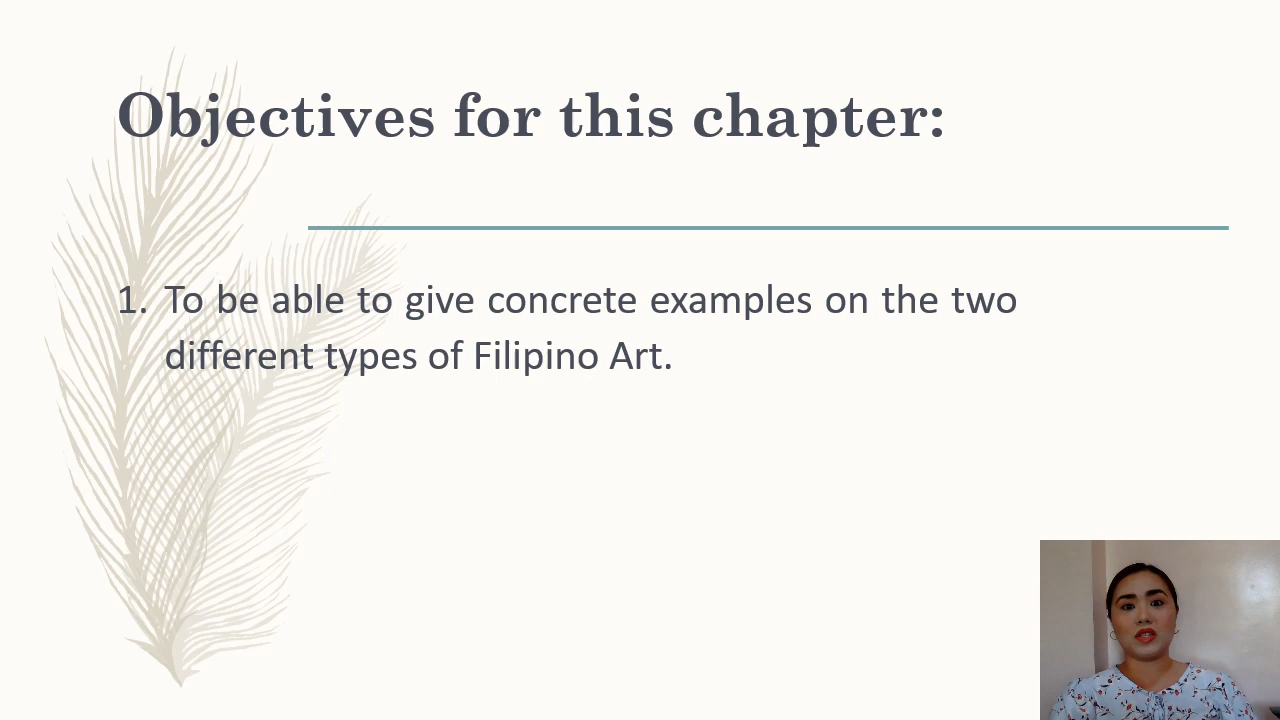 Objectives for this chapter:
1. To be able to give concrete examples on the two
different types of Filipino Art.